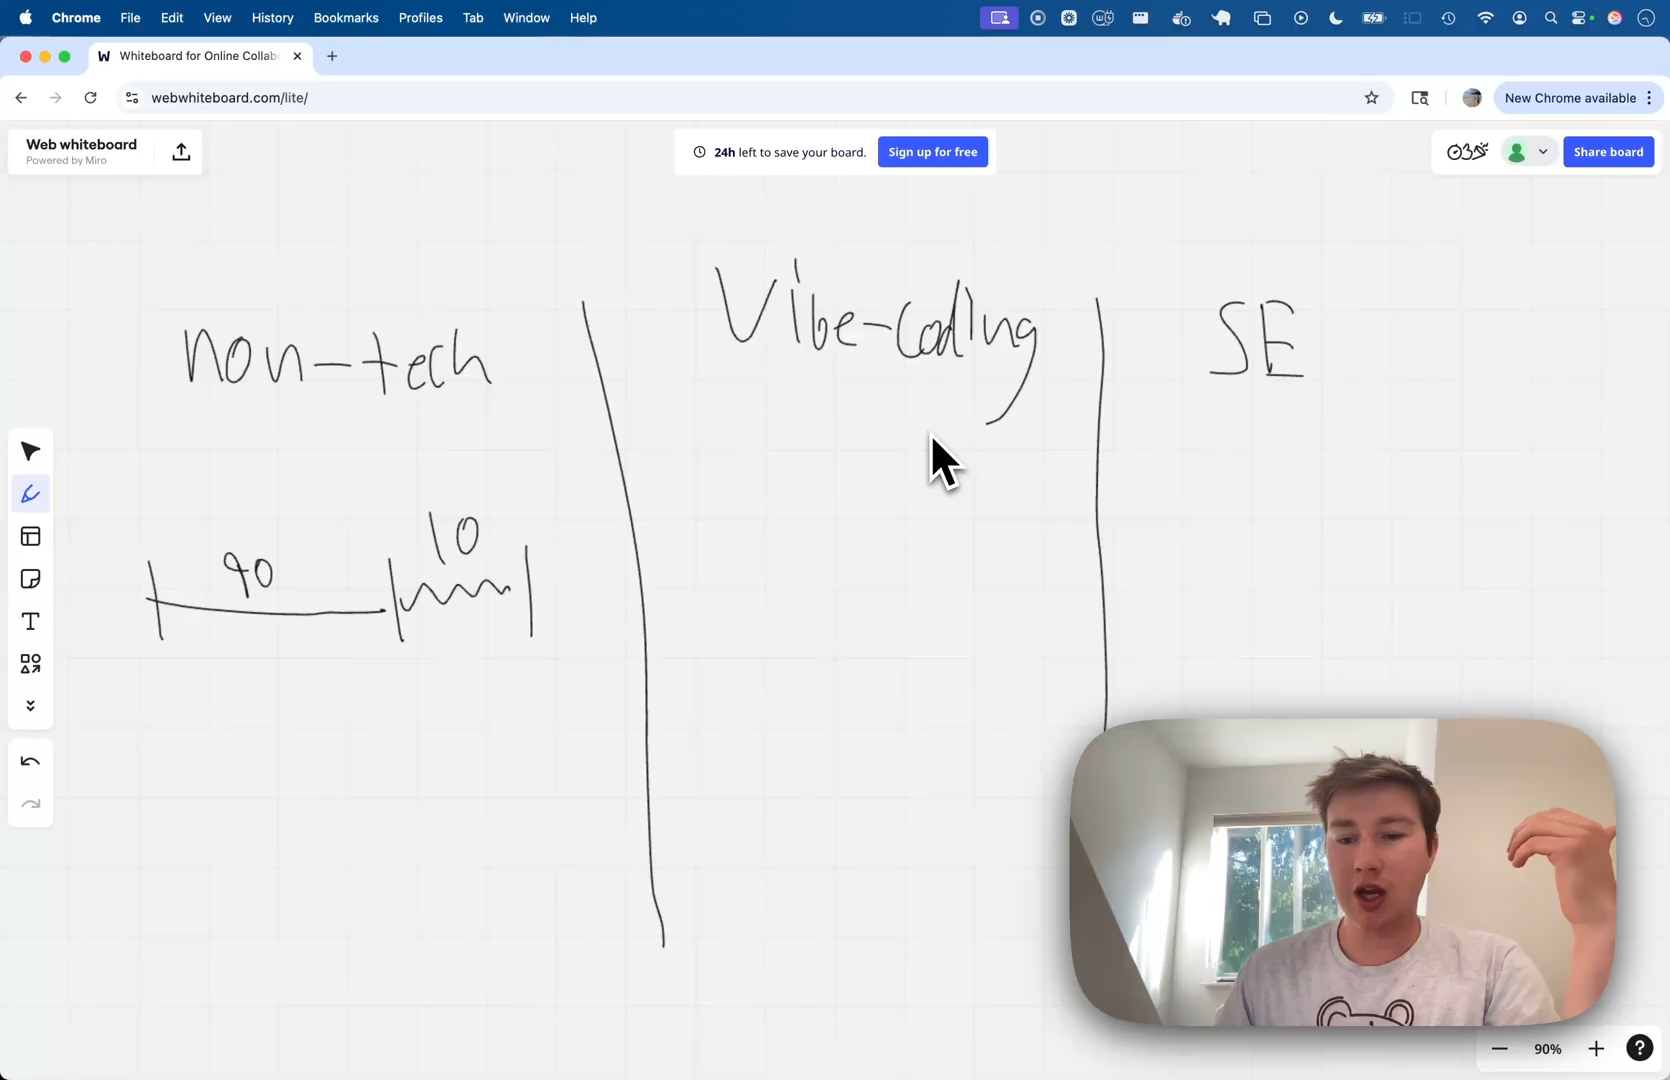 Chrome File Edit View History Bookmarks Profiles Tab Window Help
W Whiteboard for Online Collab
webwhiteboard.com/lite/
New Chrome available
Web whiteboard
Powered by Miro
24h left to save your board.
Sign up for free
Share board
non-tech
Vibe-coding
SE
90
10
T
90%
?